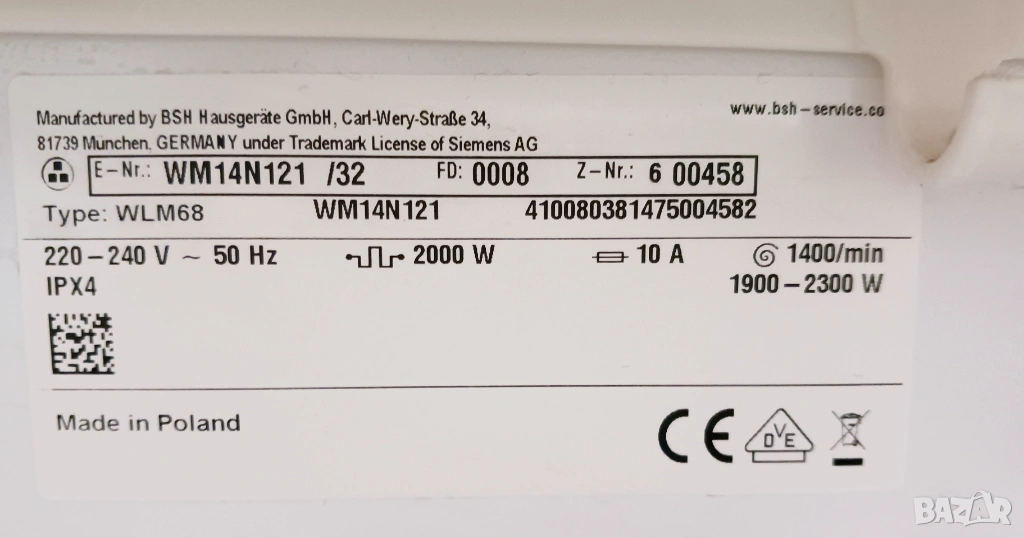 Manufactured by BSH Hausgeräte GmbH, Carl-Wery-Straße 34,
www.bsh-service.co
81739 München, GERMANY under Trademark License of Siemens AG
E-Nr.: WM14N121 /32 FD: 0008 Z-Nr.: 6 00458
Type: WLM68 WM14N121 410080381475004582
220-240 V ~ 50 Hz 2000 W 10 A 1400/min
IPX4 1900-2300 W
Made in Poland
CE DVE
BAZAR